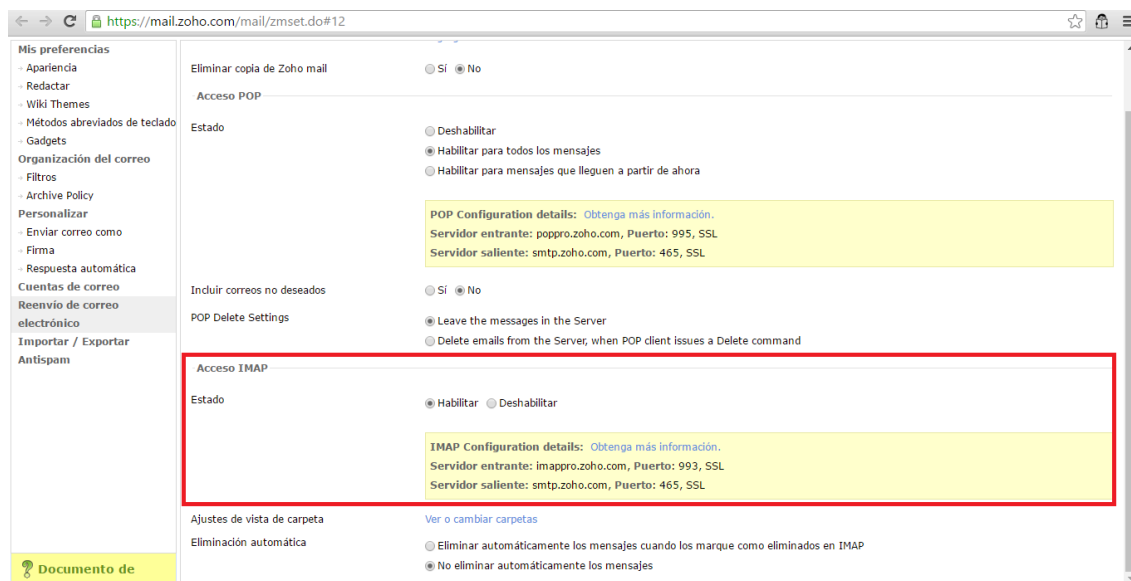 https://mail.zoho.com/mail/zmset.do#12
Mis preferencias
Apariencia
Redactar
Wiki Themes
Métodos abreviados de teclado
Gadgets
Organización del correo
Filtros
Archive Policy
Personalizar
Enviar correo como
Firma
Respuesta automática
Cuentas de correo
Reenvío de correo
electrónico
Importar / Exportar
Antispam
Documento de
Eliminar copia de Zoho mail Sí No
Acceso POP
Estado Deshabilitar
Habilitar para todos los mensajes
Habilitar para mensajes que lleguen a partir de ahora
POP Configuration details: Obtenga más información.
Servidor entrante: poppro.zoho.com, Puerto: 995, SSL
Servidor saliente: smtp.zoho.com, Puerto: 465, SSL
Incluir correos no deseados Sí No
POP Delete Settings Leave the messages in the Server
Delete emails from the Server, when POP client issues a Delete command
Acceso IMAP
Estado Habilitar Deshabilitar
IMAP Configuration details: Obtenga más información.
Servidor entrante: imappro.zoho.com, Puerto: 993, SSL
Servidor saliente: smtp.zoho.com, Puerto: 465, SSL
Ajustes de vista de carpeta Ver o cambiar carpetas
Eliminación automática Eliminar automáticamente los mensajes cuando los marque como eliminados en IMAP
No eliminar automáticamente los mensajes